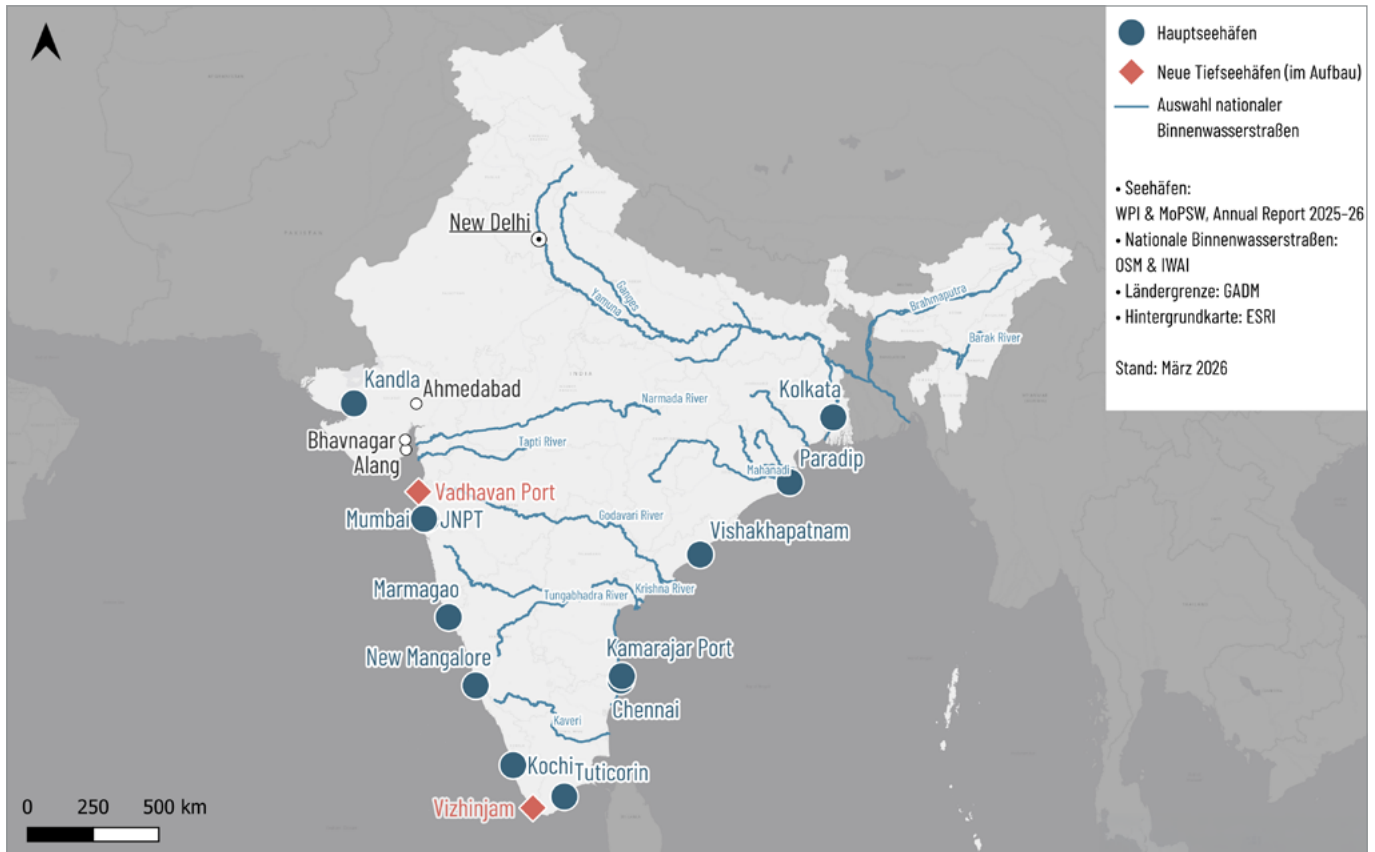 Hauptseehäfen
Neue Tiefseehäfen (im Aufbau)
Auswahl nationaler
Binnenwasserstraßen
• Seehäfen:
WPI & MoPSW, Annual Report 2025-26
• Nationale Binnenwasserstraßen:
OSM & IWAI
• Ländergrenze: GADM
• Hintergrundkarte: ESRI
Stand: März 2026
New Delhi
Ganges
Yamuna
Brahmaputra
Barak River
Kandla
Ahmedabad
Narmada River
Kolkata
Bhavnagar
Tapti River
Alang
Paradip
Mahanadi
Vadhavan Port
Mumbai
JNPT
Godavari River
Vishakhapatnam
Marmagao
Tungabhadra River
Krishna River
New Mangalore
Kamarajar Port
Chennai
Kaveri
Kochi
Tuticorin
Vizhinjam
0 250 500 km